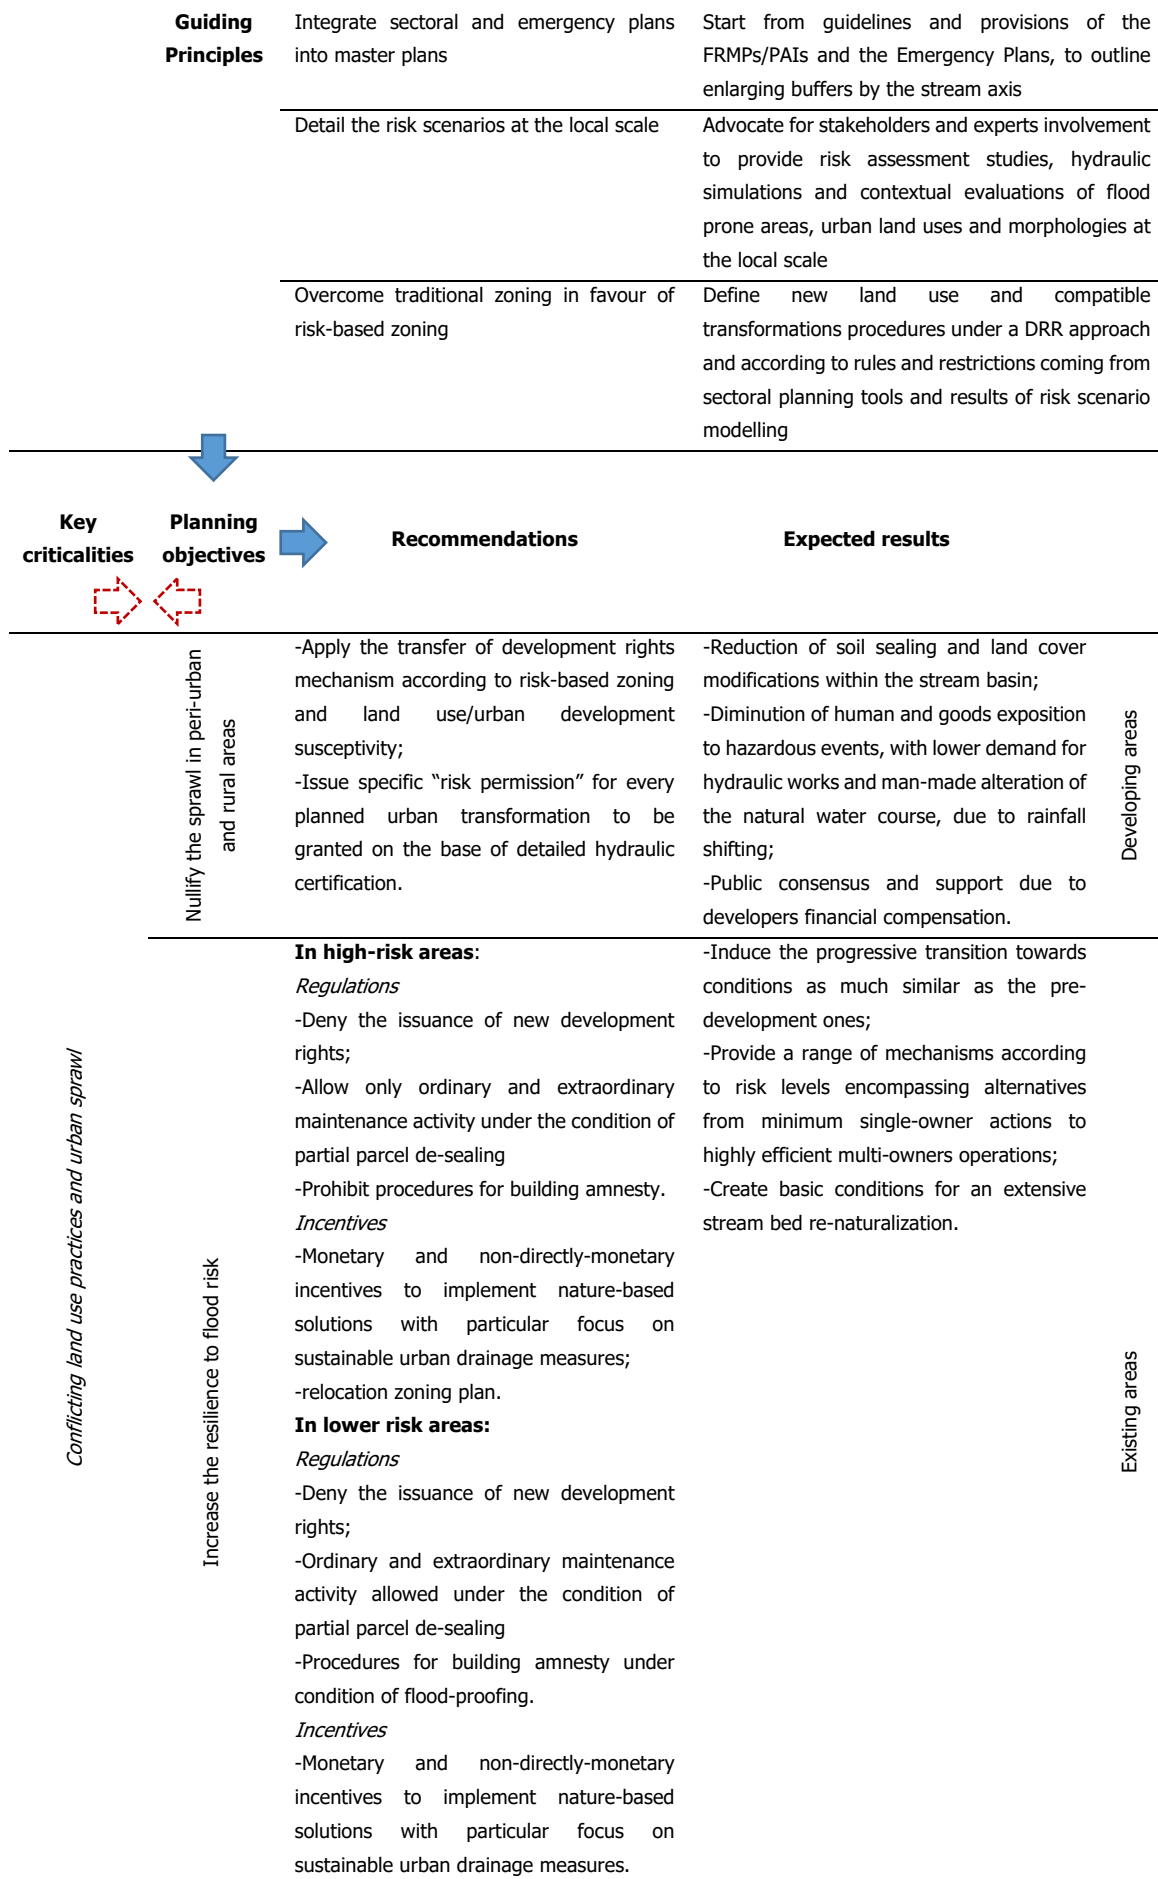 Guiding
Principles
Integrate sectoral and emergency plans
into master plans
Start from guidelines and provisions of the
FRMPs/PAIs and the Emergency Plans, to outline
enlarging buffers by the stream axis
Detail the risk scenarios at the local scale
Advocate for stakeholders and experts involvement
to provide risk assessment studies, hydraulic
simulations and contextual evaluations of flood
prone areas, urban land uses and morphologies at
the local scale
Overcome traditional zoning in favour of
risk-based zoning
Define new land use and compatible
transformations procedures under a DRR approach
and according to rules and restrictions coming from
sectoral planning tools and results of risk scenario
modelling
Key
criticalities
Planning
objectives
Recommendations
Expected results
Conflicting land use practices and urban sprawl
Nullify the sprawl in peri-urban
and rural areas
-Apply the transfer of development rights
mechanism according to risk-based zoning
and land use/urban development
susceptivity;
-Issue specific “risk permission” for every
planned urban transformation to be
granted on the base of detailed hydraulic
certification.
-Reduction of soil sealing and land cover
modifications within the stream basin;
-Diminution of human and goods exposition
to hazardous events, with lower demand for
hydraulic works and man-made alteration of
the natural water course, due to rainfall
shifting;
-Public consensus and support due to
developers financial compensation.
Developing areas
Increase the resilience to flood risk
In high-risk areas:
Regulations
-Deny the issuance of new development
rights;
-Allow only ordinary and extraordinary
maintenance activity under the condition of
partial parcel de-sealing
-Prohibit procedures for building amnesty.
Incentives
-Monetary and non-directly-monetary
incentives to implement nature-based
solutions with particular focus on
sustainable urban drainage measures;
-relocation zoning plan.
In lower risk areas:
Regulations
-Deny the issuance of new development
rights;
-Ordinary and extraordinary maintenance
activity allowed under the condition of
partial parcel de-sealing
-Procedures for building amnesty under
condition of flood-proofing.
Incentives
-Monetary and non-directly-monetary
incentives to implement nature-based
solutions with particular focus on
sustainable urban drainage measures.
-Induce the progressive transition towards
conditions as much similar as the pre-
development ones;
-Provide a range of mechanisms according
to risk levels encompassing alternatives
from minimum single-owner actions to
highly efficient multi-owners operations;
-Create basic conditions for an extensive
stream bed re-naturalization.
Existing areas